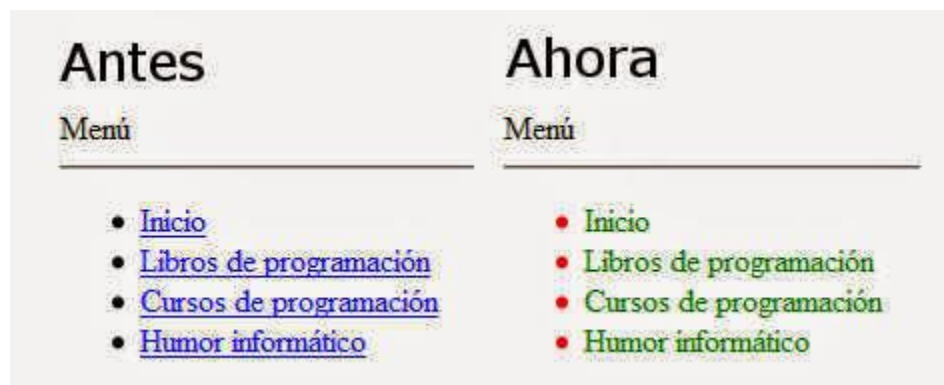 Antes
Menú
Inicio
Libros de programación
Cursos de programación
Humor informático
Ahora
Menú
Inicio
Libros de programación
Cursos de programación
Humor informático